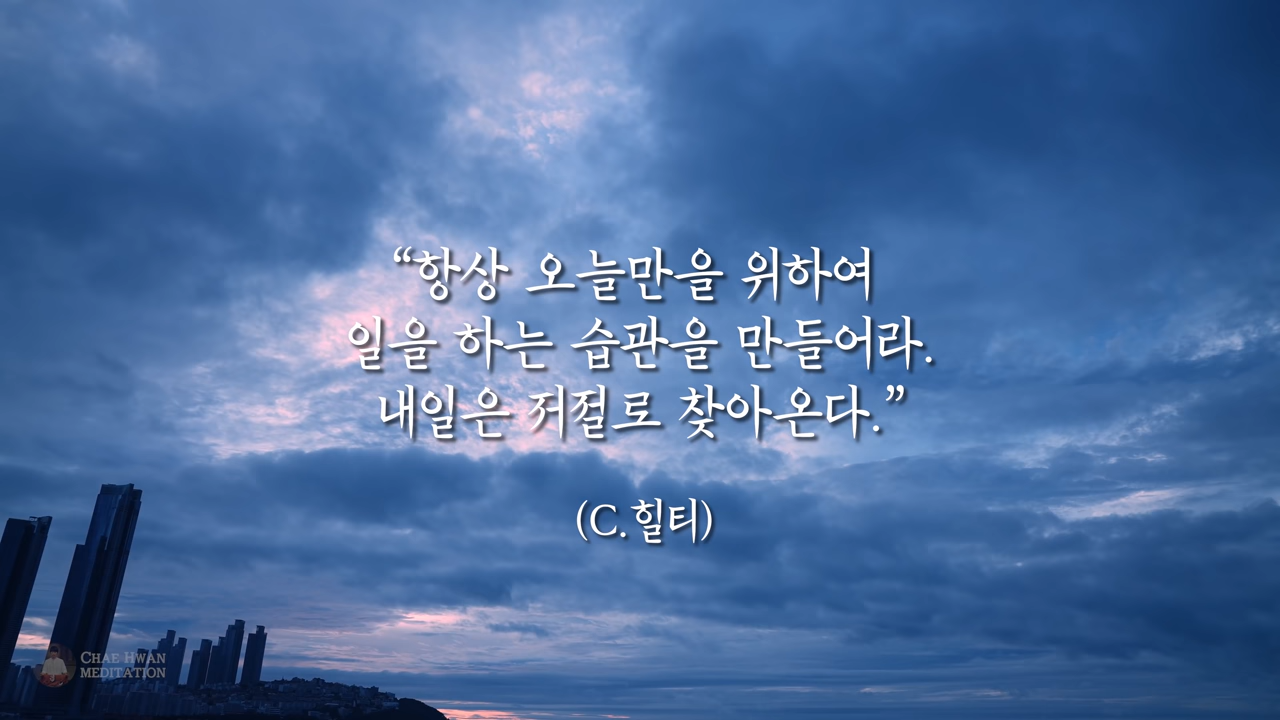 “항상 오늘만을 위하여
일을 하는 습관을 만들어라.
내일은 저절로 찾아온다.”
(C. 힐티)
CHAE HWAN
MEDITATION